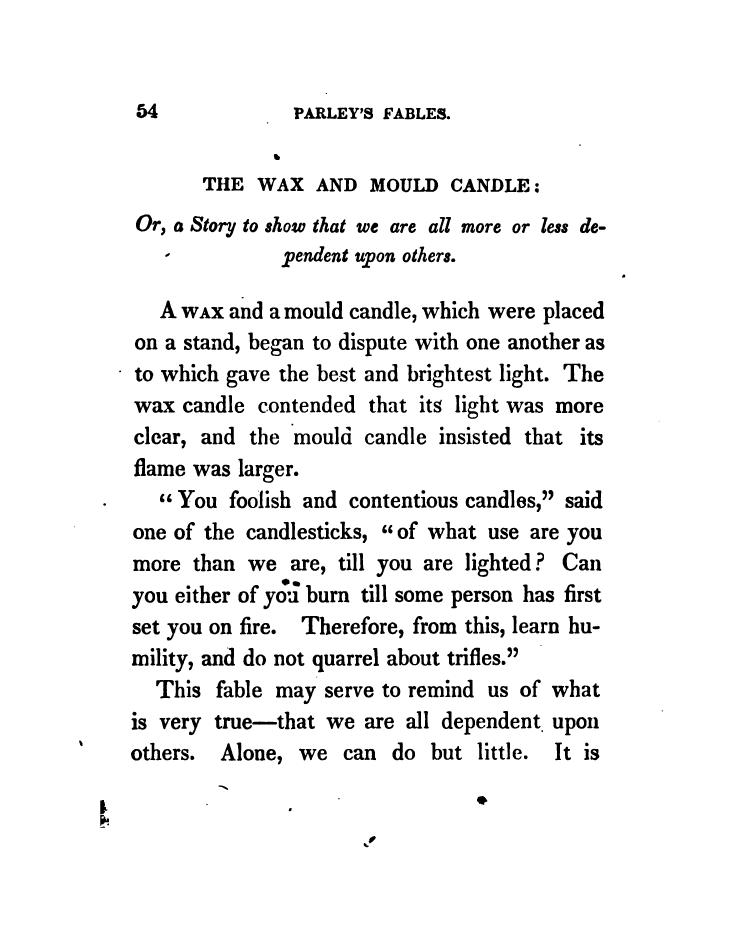 54 PARLEY'S FABLES.
THE WAX AND MOULD CANDLE:
Or, a Story to show that we are all more or less de-
pendent upon others.
A WAX and a mould candle, which were placed
on a stand, began to dispute with one another as
to which gave the best and brightest light. The
wax candle contended that its light was more
clear, and the mould candle insisted that its
flame was larger.
“You foolish and contentious candles,” said
one of the candlesticks, “of what use are you
more than we are, till you are lighted? Can
you either of you burn till some person has first
set you on fire. Therefore, from this, learn hu-
mility, and do not quarrel about trifles.”
This fable may serve to remind us of what
is very true—that we are all dependent upon
others. Alone, we can do but little. It is